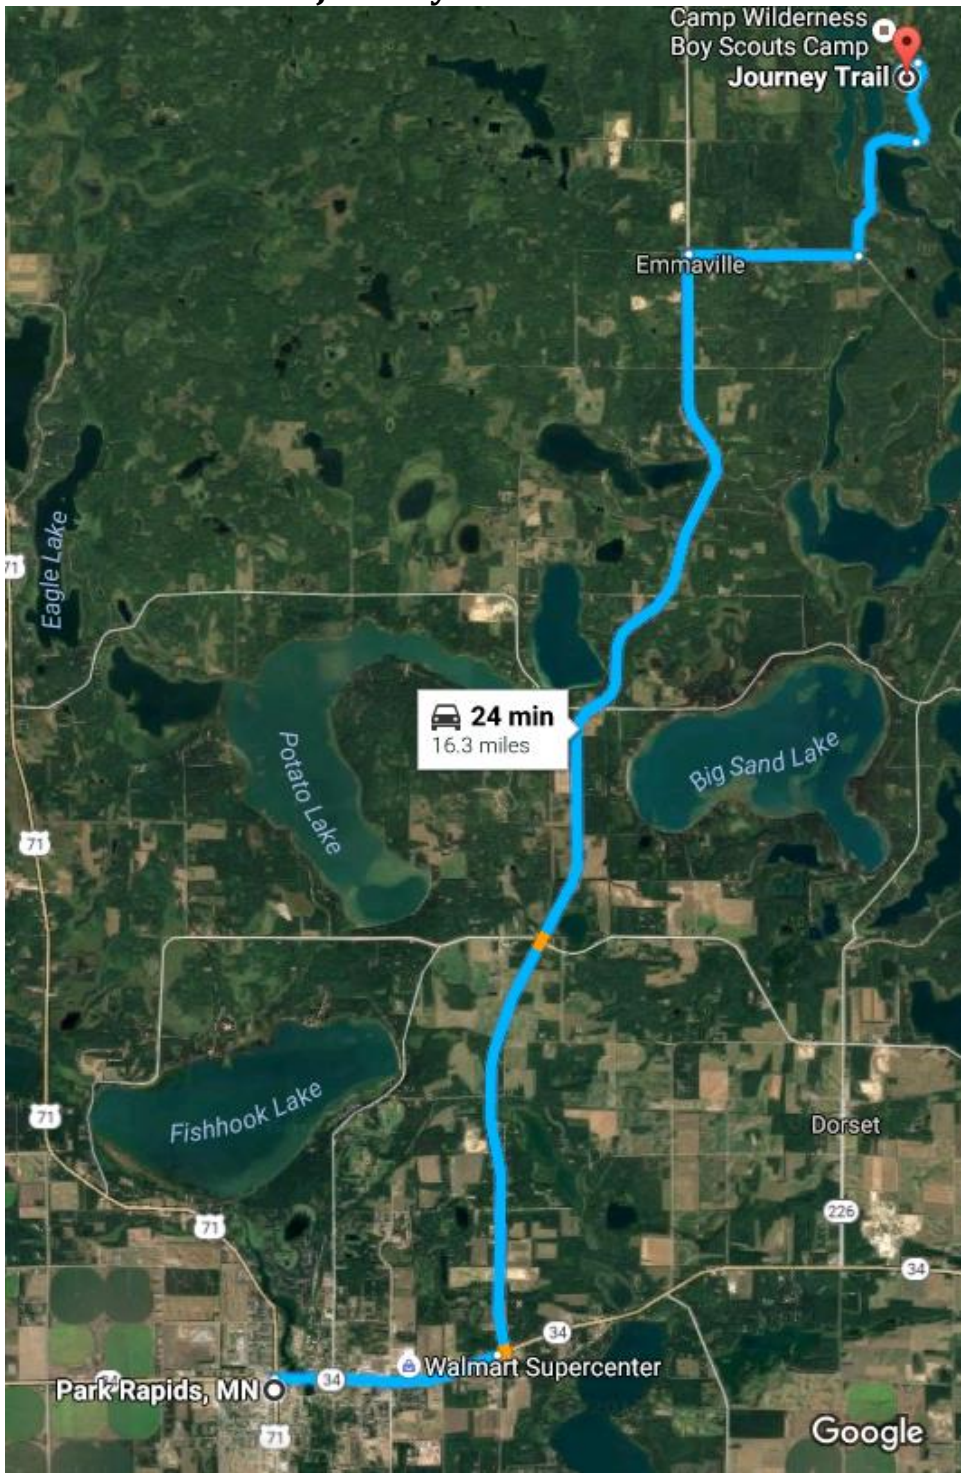 Camp Wilderness
Boy Scouts Camp
Journey Trail
Emmaville
71
Eagle Lake
24 min
16.3 miles
Potato Lake
Big Sand Lake
71
71
Fishhook Lake
Dorset
71
226
34
34
Walmart Supercenter
34
Park Rapids, MN
71
Google